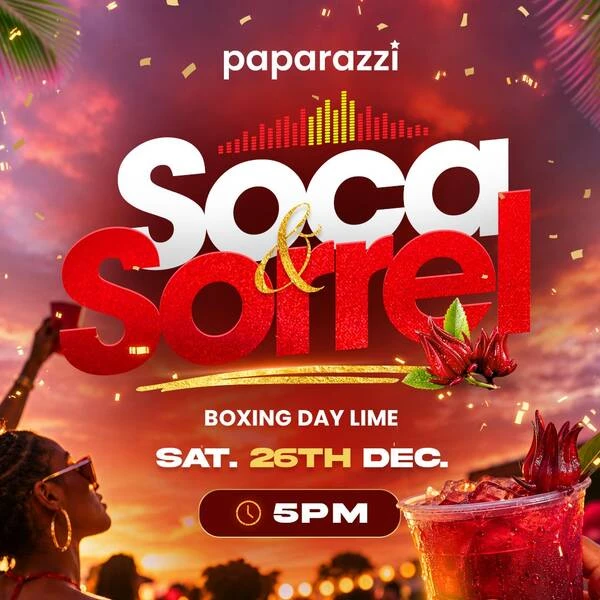 paparazzi
Soca
&
Sorrel
BOXING DAY LIME
SAT. 26TH DEC.
5PM